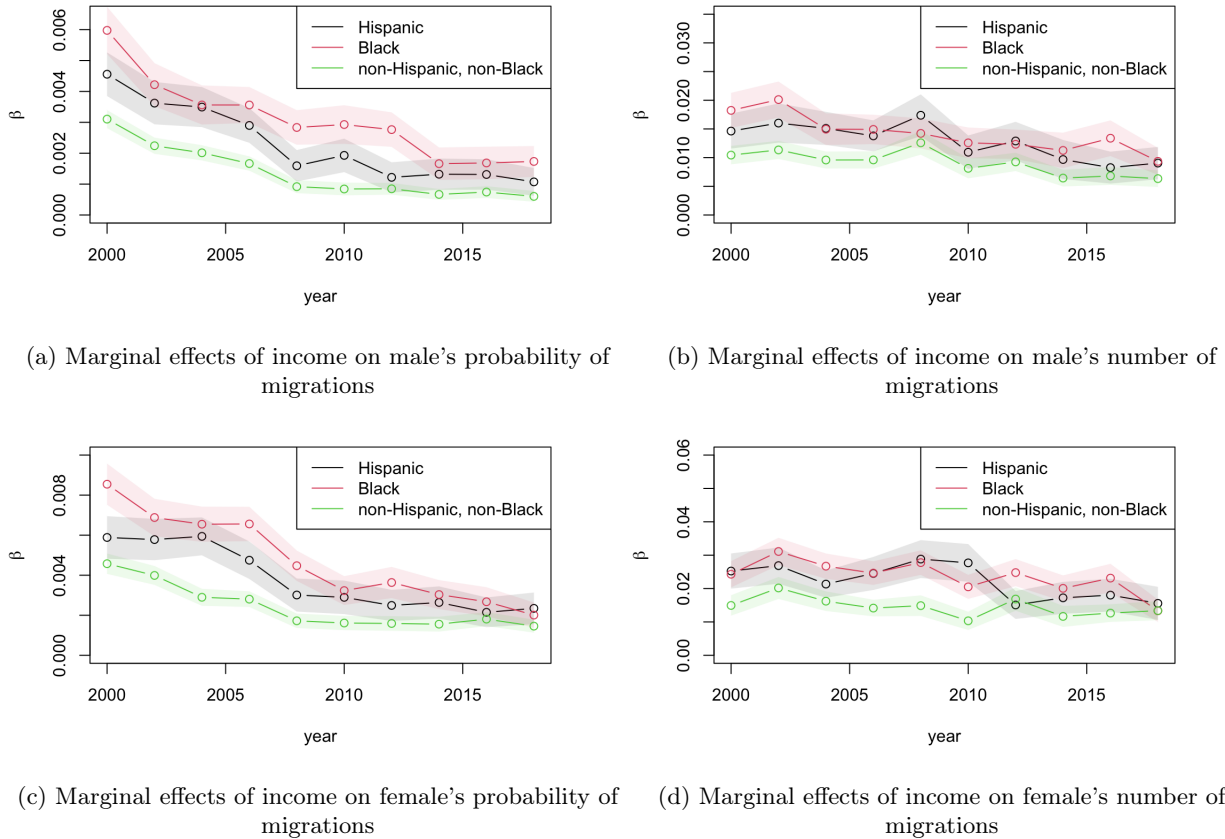 0.006
0.004
0.002
0.000
β
Hispanic
Black
non-Hispanic, non-Black
2000
2005
2010
2015
year
(a) Marginal effects of income on male's probability of
migrations
0.030
0.020
0.010
0.000
β
Hispanic
Black
non-Hispanic, non-Black
2000
2005
2010
2015
year
(b) Marginal effects of income on male's number of
migrations
0.008
0.004
0.000
β
Hispanic
Black
non-Hispanic, non-Black
2000
2005
2010
2015
year
(c) Marginal effects of income on female's probability of
migrations
0.06
0.04
0.02
0.00
β
Hispanic
Black
non-Hispanic, non-Black
2000
2005
2010
2015
year
(d) Marginal effects of income on female's number of
migrations